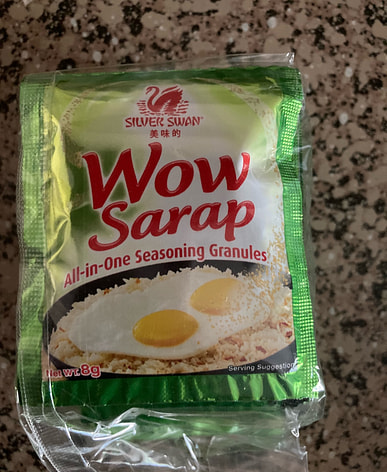 SILVER SWAN
美味的
Wow
Sarap
All-in-One Seasoning Granules
Net WT. 8g
Serving Suggestion